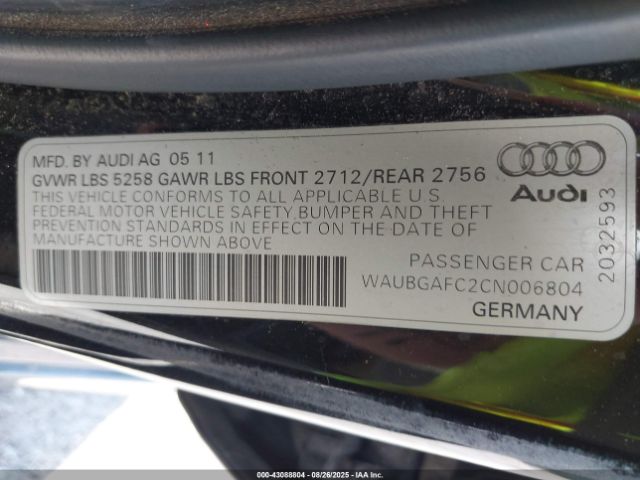 MFD. BY AUDI AG 05 11
GVWR LBS 5258 GAWR LBS FRONT 2712/REAR 2756
THIS VEHICLE CONFORMS TO ALL APPLICABLE U S.
FEDERAL MOTOR VEHICLE SAFETY, BUMPER AND THEFT
PREVENTION STANDARDS IN EFFECT ON THE DATE OF
MANUFACTURE SHOWN ABOVE
Audi
2032593
PASSENGER CAR
WAUBGAFC2CN006804
GERMANY
000-43088804 | 08/26/2025 | IAA Inc.